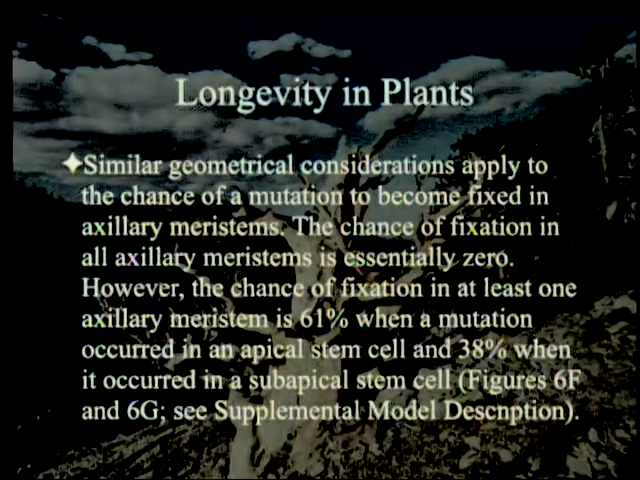 Longevity in Plants
✦Similar geometrical considerations apply to
the chance of a mutation to become fixed in
axillary meristems. The chance of fixation in
all axillary meristems is essentially zero.
However, the chance of fixation in at least one
axillary meristem is 61% when a mutation
occurred in an apical stem cell and 38% when
it occurred in a subapical stem cell (Figures 6F
and 6G; see Supplemental Model Descnption).